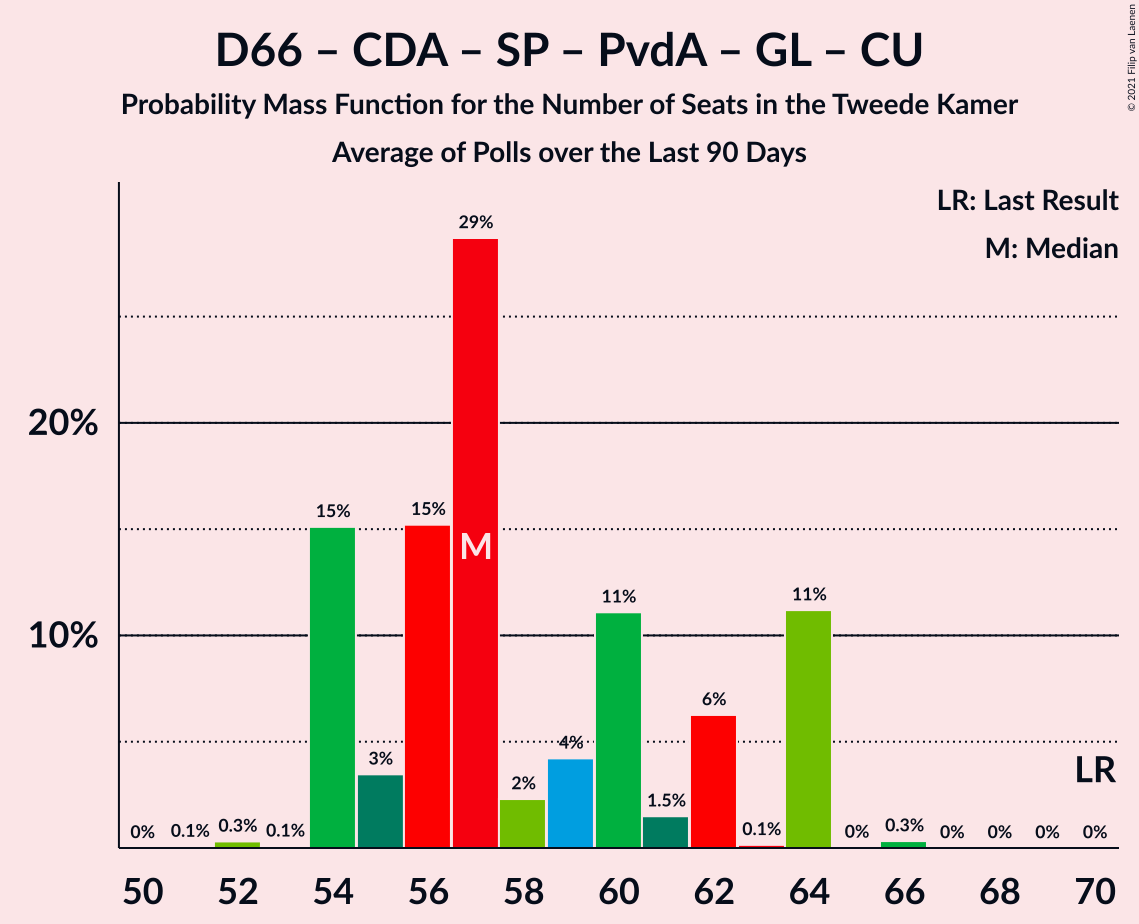 D66 – CDA – SP – PvdA – GL – CU
Probability Mass Function for the Number of Seats in the Tweede Kamer
Average of Polls over the Last 90 Days
© 2021 Filip van Laenen
LR: Last Result
M: Median
29%
20%
15%
15%
M
11%
11%
10%
6%
4%
LR
3%
2%
1.5%
0%
0.1%
0.3%
0.1%
0.1%
0%
0.3%
0%
0%
0%
0%
50 52 54 56 58 60 62 64 66 68 70